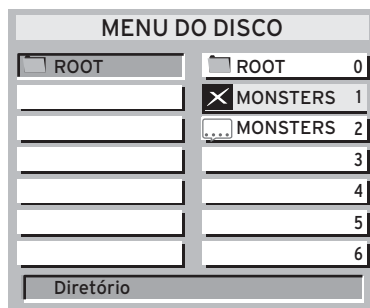 MENU DO DISCO
ROOT
ROOT 0
MONSTERS 1
MONSTERS 2
3
4
5
6
Diretório